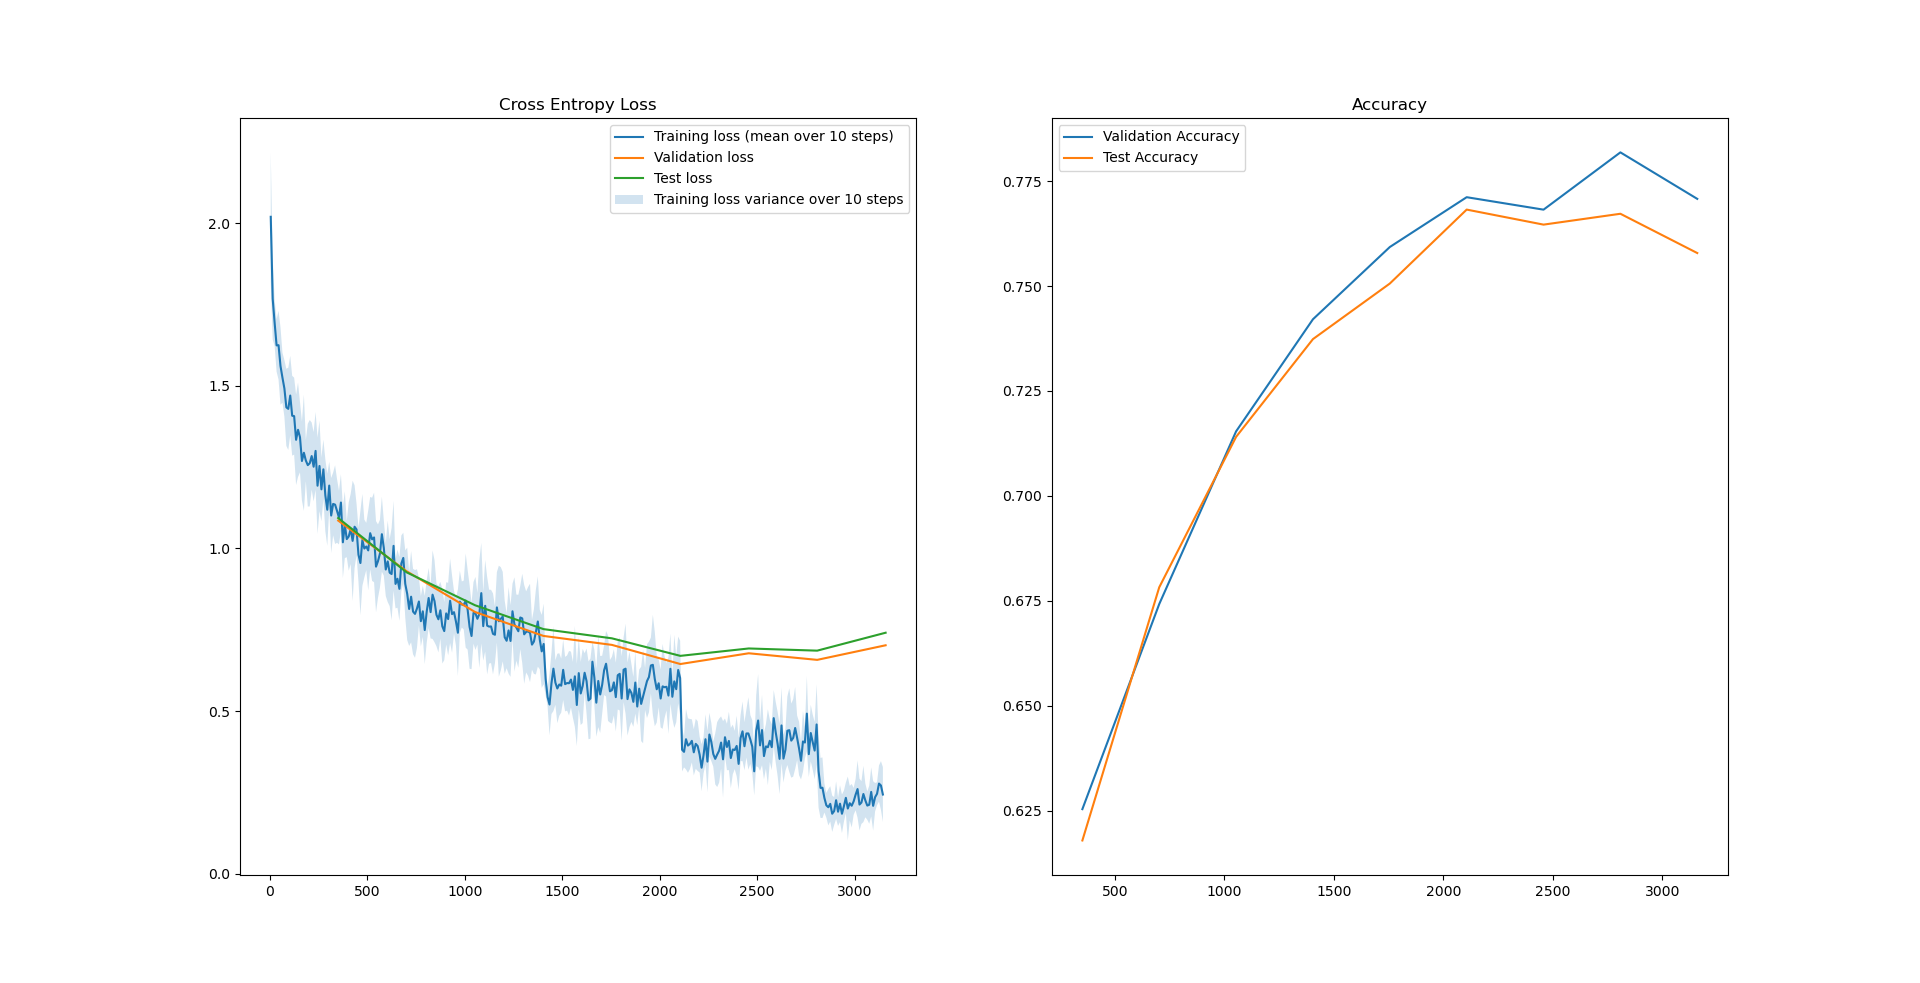 Cross Entropy Loss
Training loss (mean over 10 steps)
Validation loss
Test loss
Training loss variance over 10 steps
2.0
1.5
1.0
0.5
0.0
0 500 1000 1500 2000 2500 3000
Accuracy
Validation Accuracy
Test Accuracy
0.775
0.750
0.725
0.700
0.675
0.650
0.625
500 1000 1500 2000 2500 3000